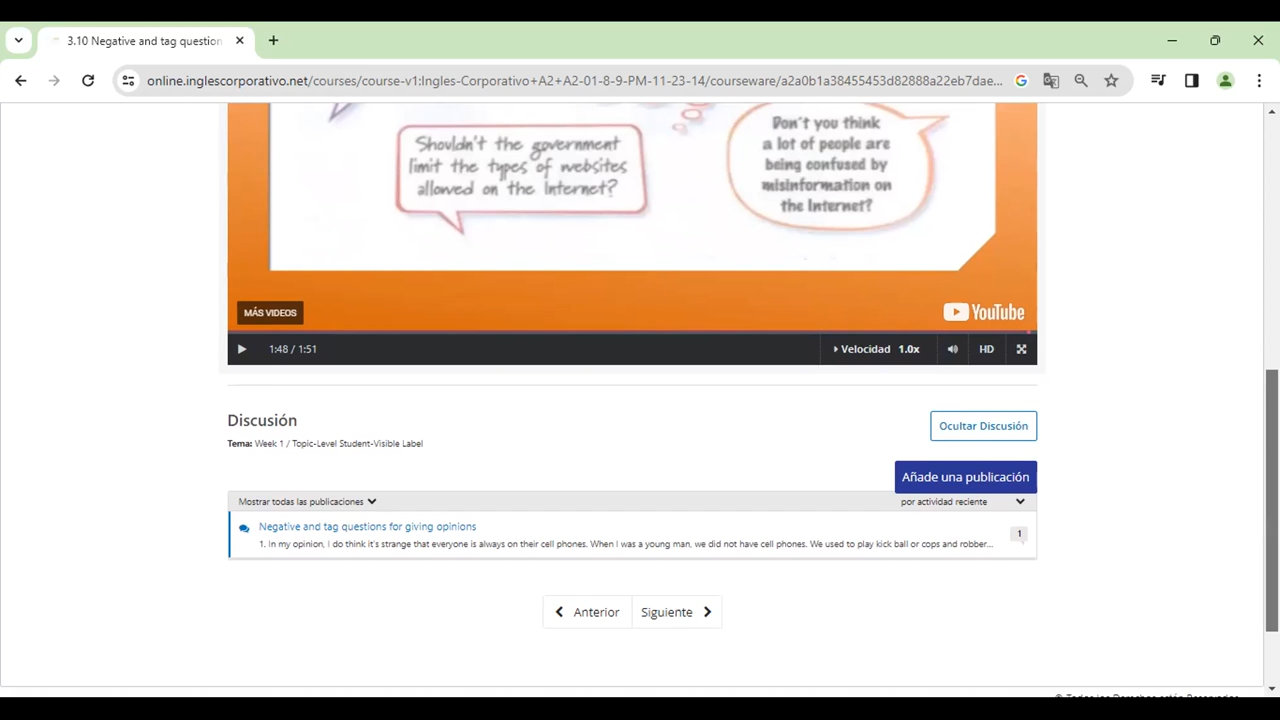 3.10 Negative and tag question
online.inglescorporativo.net/courses/course-v1:Ingles-Corporativo+A2+A2-01-8-9-PM-11-23-14/courseware/a2a0b1a38455453d82888a22eb7dae...
Shouldn't the government
limit the types of websites
allowed on the Internet?
Don't you think
a lot of people are
being confused by
misinformation on
the Internet?
MÁS VIDEOS
YouTube
1:48 / 1:51
Velocidad 1.0x
HD
Discusión
Ocultar Discusión
Tema: Week 1 / Topic-Level Student-Visible Label
Añade una publicación
Mostrar todas las publicaciones
por actividad reciente
Negative and tag questions for giving opinions
1. In my opinion, I do think it's strange that everyone is always on their cell phones. When I was a young man, we did not have cell phones. We used to play kick ball or cops and robber...
1
Anterior
Siguiente